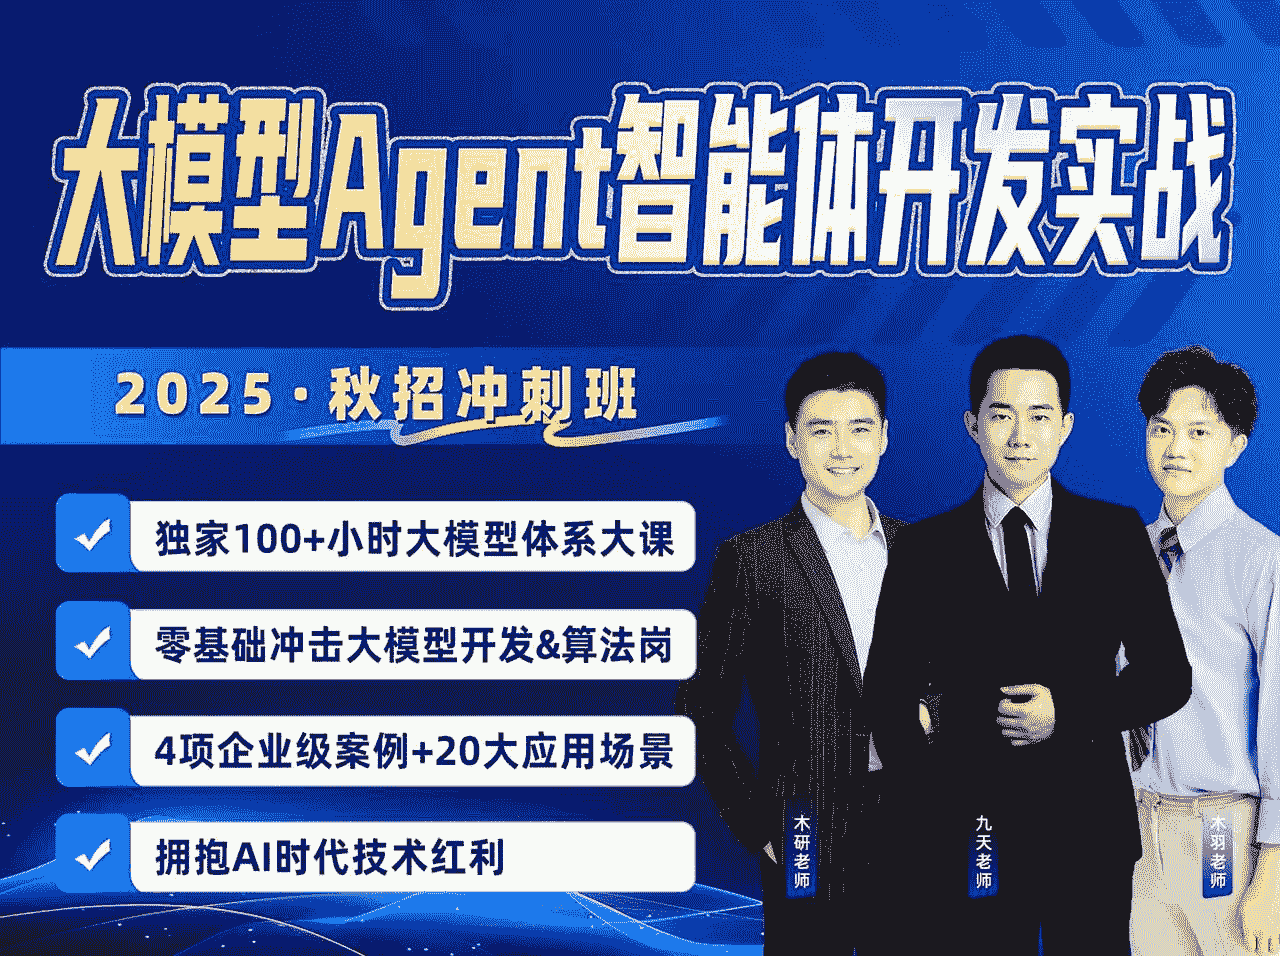 大模型Agent智能体开发实战
2025·秋招冲刺班
独家100+小时大模型体系大课
零基础冲击大模型开发&算法岗
4项企业级案例+20大应用场景
拥抱AI时代技术红利
木研老师
九天老师
木羽老师